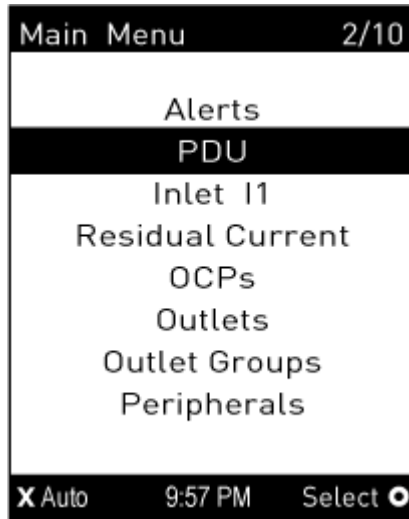 Main Menu 2/10
Alerts
PDU
Inlet I1
Residual Current
OCPs
Outlets
Outlet Groups
Peripherals
X Auto 9:57 PM Select